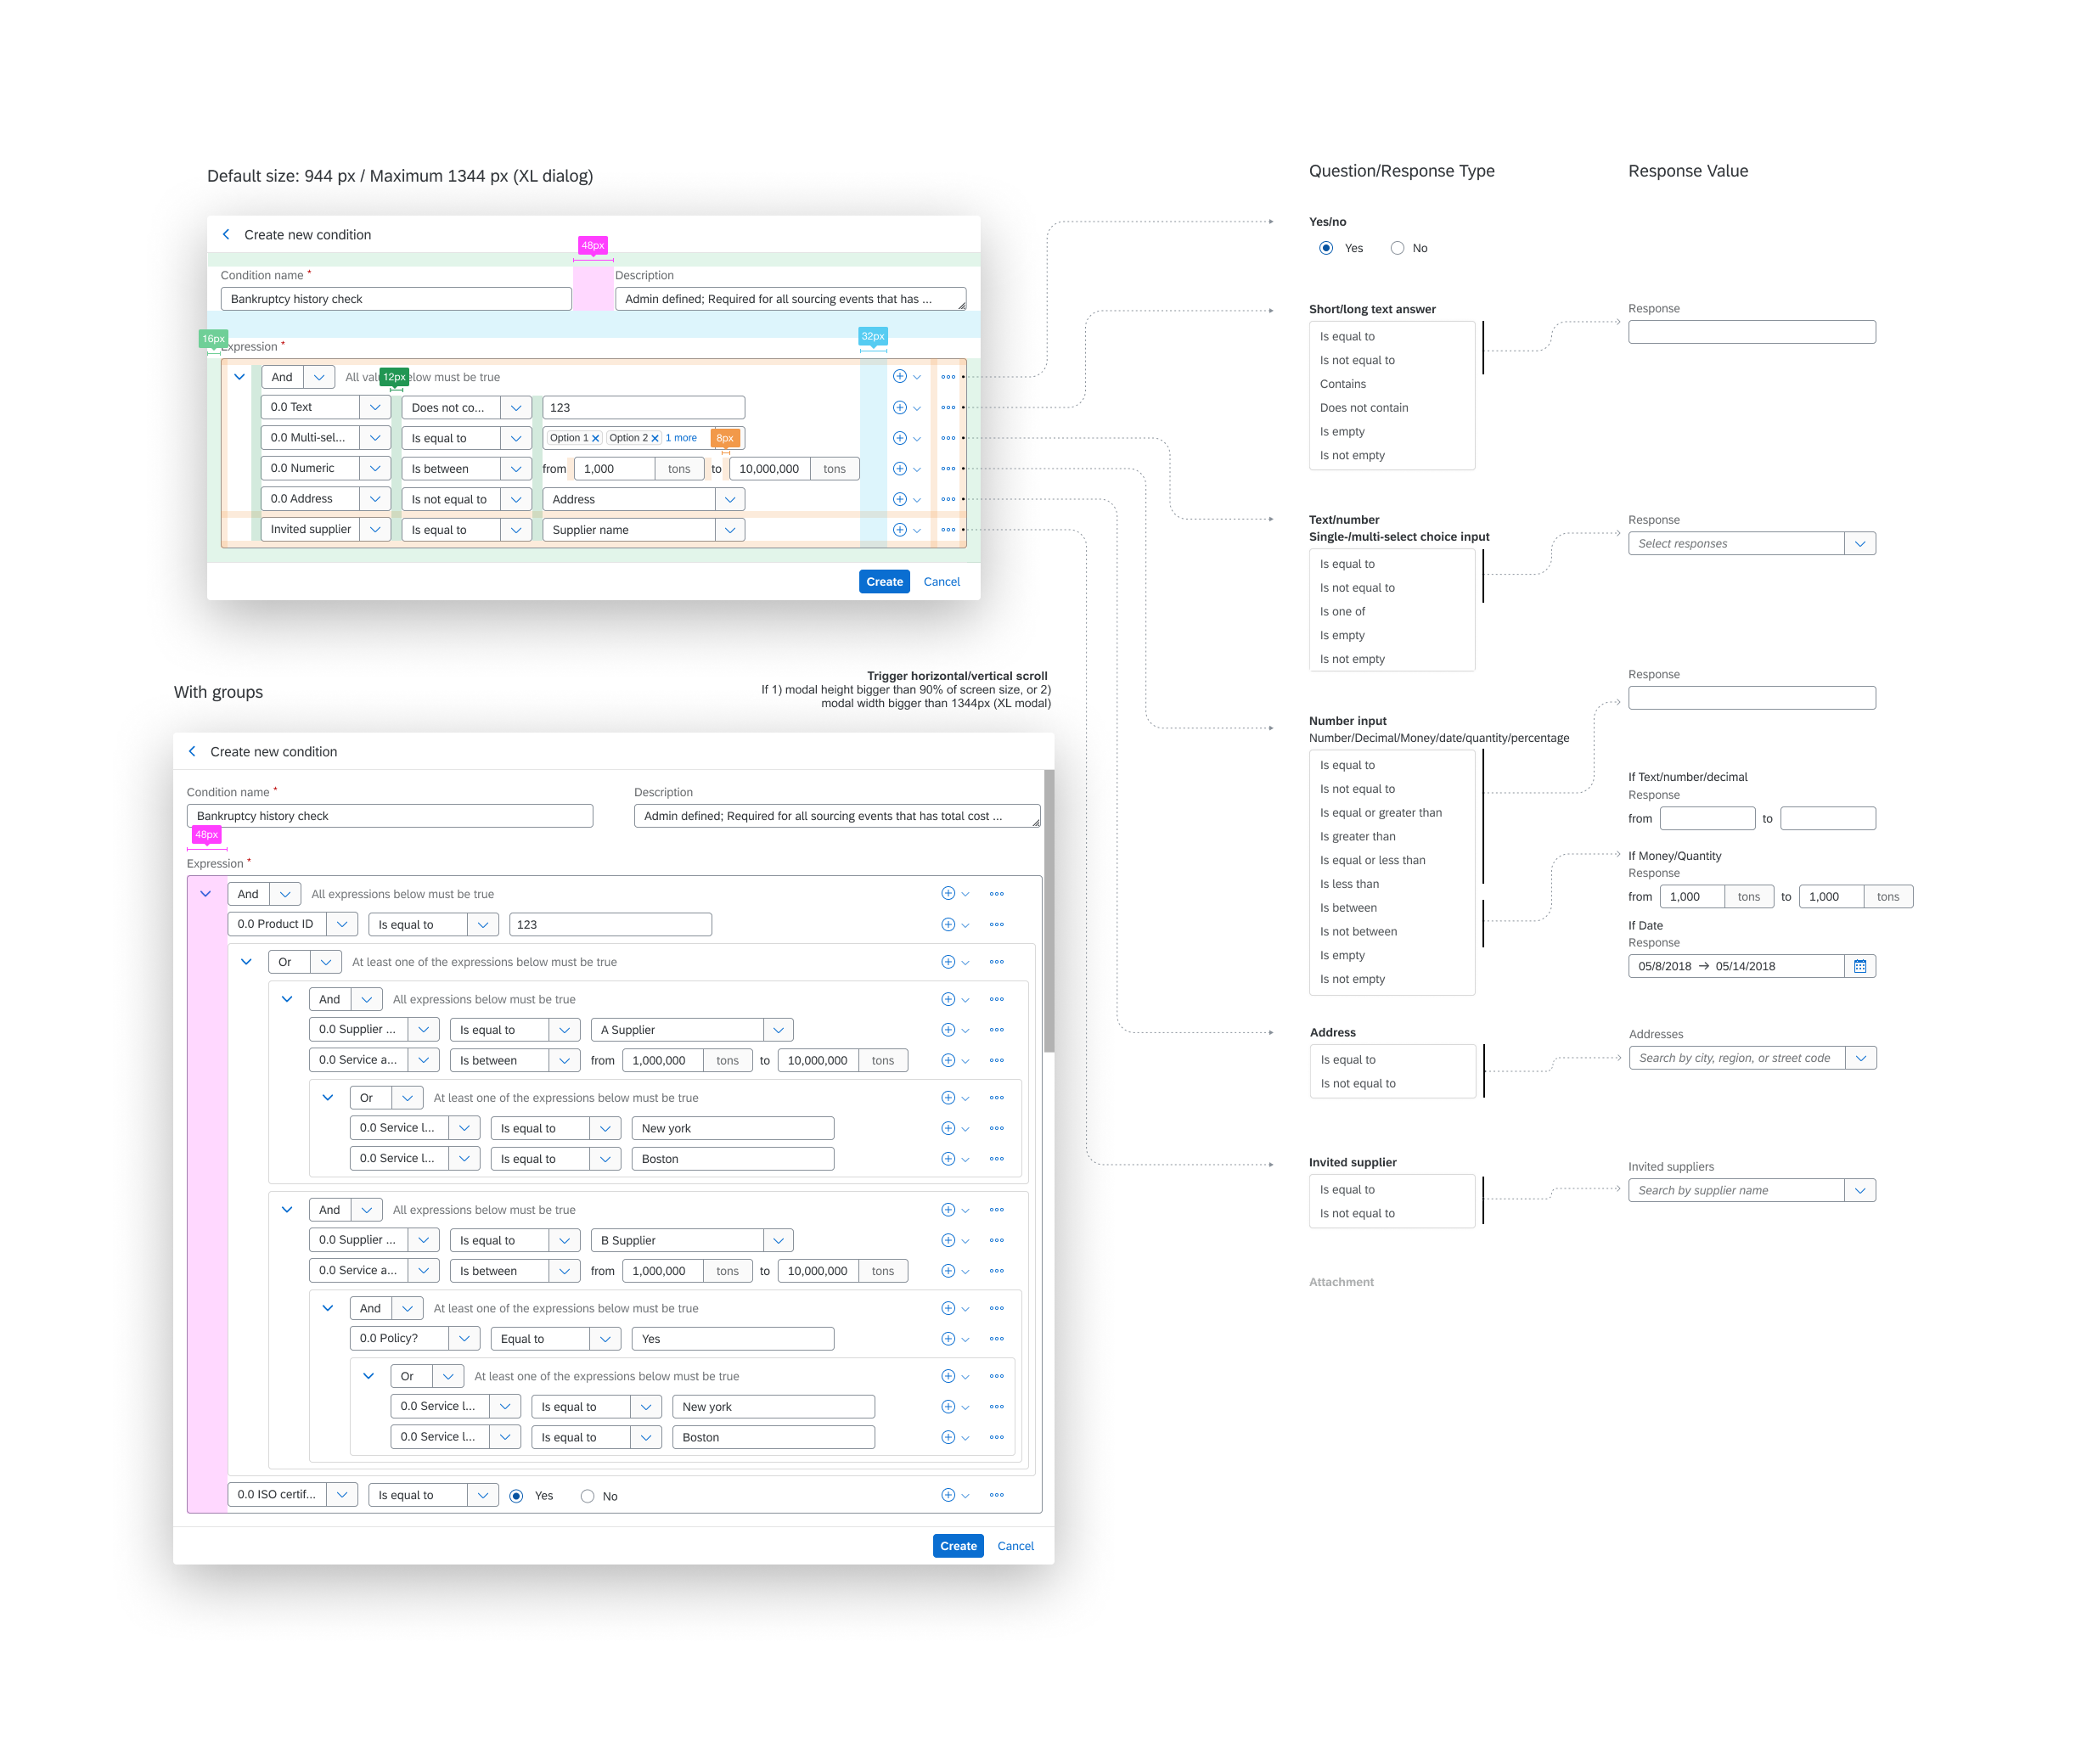 Default size: 944 px / Maximum 1344 px (XL dialog)
Create new condition
48px
Condition name *
Description
Bankruptcy history check
Admin defined; Required for all sourcing events that has ...
16px
32px
Expression *
And
All val
12px
elow must be true
0.0 Text
Does not co...
123
0.0 Multi-sel...
Is equal to
Option 1
Option 2
1 more
8px
0.0 Numeric
Is between
from
1,000
tons
to
10,000,000
tons
0.0 Address
Is not equal to
Address
Invited supplier
Is equal to
Supplier name
Create
Cancel
With groups
Trigger horizontal/vertical scroll
If 1) modal height bigger than 90% of screen size, or 2)
modal width bigger than 1344px (XL modal)
Create new condition
Condition name *
Description
Bankruptcy history check
Admin defined; Required for all sourcing events that has total cost ...
48px
Expression *
And
All expressions below must be true
0.0 Product ID
Is equal to
123
Or
At least one of the expressions below must be true
And
All expressions below must be true
0.0 Supplier ...
Is equal to
A Supplier
0.0 Service a...
Is between
from
1,000,000
tons
to
10,000,000
tons
Or
At least one of the expressions below must be true
0.0 Service l...
Is equal to
New york
0.0 Service l...
Is equal to
Boston
And
All expressions below must be true
0.0 Supplier ...
Is equal to
B Supplier
0.0 Service a...
Is between
from
1,000,000
tons
to
10,000,000
tons
And
At least one of the expressions below must be true
0.0 Policy?
Equal to
Yes
Or
At least one of the expressions below must be true
0.0 Service l...
Is equal to
New york
0.0 Service l...
Is equal to
Boston
0.0 ISO certif...
Is equal to
Yes
No
Create
Cancel
Question/Response Type
Response Value
Yes/no
Yes
No
Short/long text answer
Is equal to
Is not equal to
Contains
Does not contain
Is empty
Is not empty
Response
Text/number
Single-/multi-select choice input
Is equal to
Is not equal to
Is one of
Is empty
Is not empty
Response
Select responses
Number input
Number/Decimal/Money/date/quantity/percentage
Is equal to
Is not equal to
Is equal or greater than
Is greater than
Is equal or less than
Is less than
Is between
Is not between
Is empty
Is not empty
Response
If Text/number/decimal
Response
from
to
If Money/Quantity
Response
from
1,000
tons
to
1,000
tons
If Date
Response
05/8/2018 → 05/14/2018
Address
Is equal to
Is not equal to
Addresses
Search by city, region, or street code
Invited supplier
Is equal to
Is not equal to
Invited suppliers
Search by supplier name
Attachment